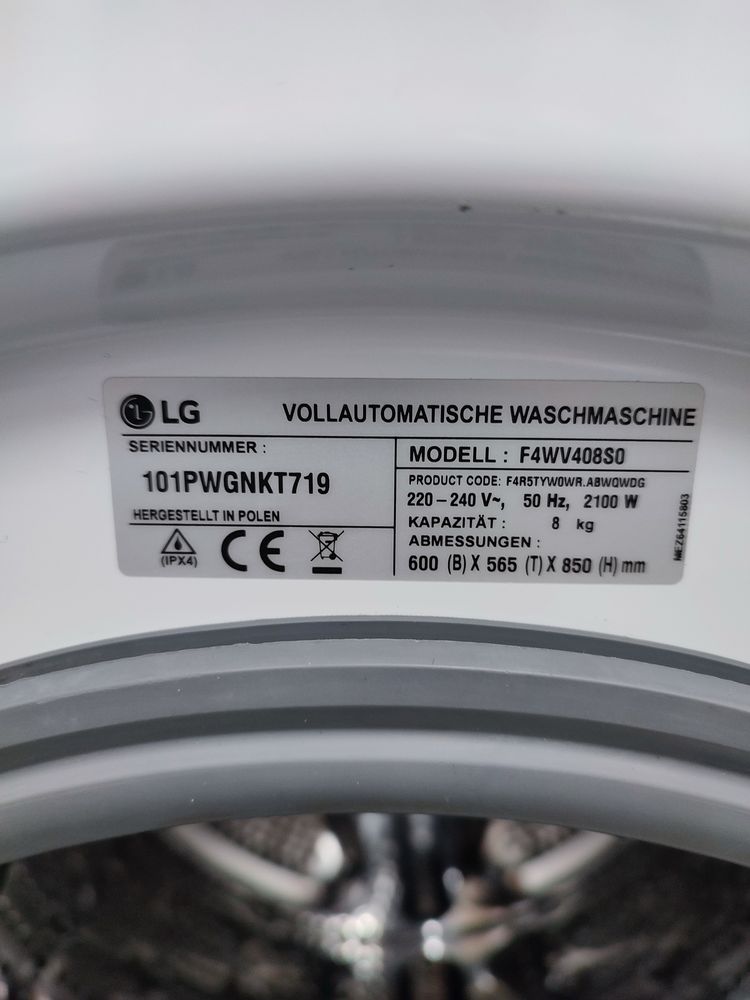 LG VOLLAUTOMATISCHE WASCHMASCHINE
SERIENNUMMER :
101PWGNKT719
HERGESTELLT IN POLEN
(IPX4) CE
MODELL : F4WV408S0
PRODUCT CODE: F4R5TYW0WR.ABWQWDG
220–240 V~, 50 Hz, 2100 W
KAPAZITÄT : 8 kg
ABMESSUNGEN :
600 (B) X 565 (T) X 850 (H) mm
MEZ64115803